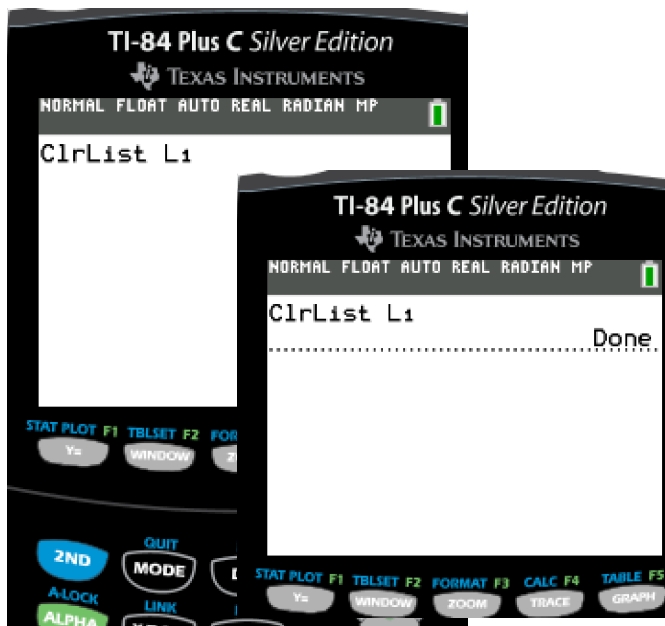 TI-84 Plus C Silver Edition
TEXAS INSTRUMENTS
NORMAL FLOAT AUTO REAL RADIAN MP
ClrList L₁
STAT PLOT F1 TBLSET F2
Y= WINDOW
QUIT
2ND MODE
A-LOCK LINK
ALPHA
TI-84 Plus C Silver Edition
TEXAS INSTRUMENTS
NORMAL FLOAT AUTO REAL RADIAN MP
ClrList L₁
Done
STAT PLOT F1 TBLSET F2 FORMAT F3 CALC F4 TABLE F5
Y= WINDOW ZOOM TRACE GRAPH